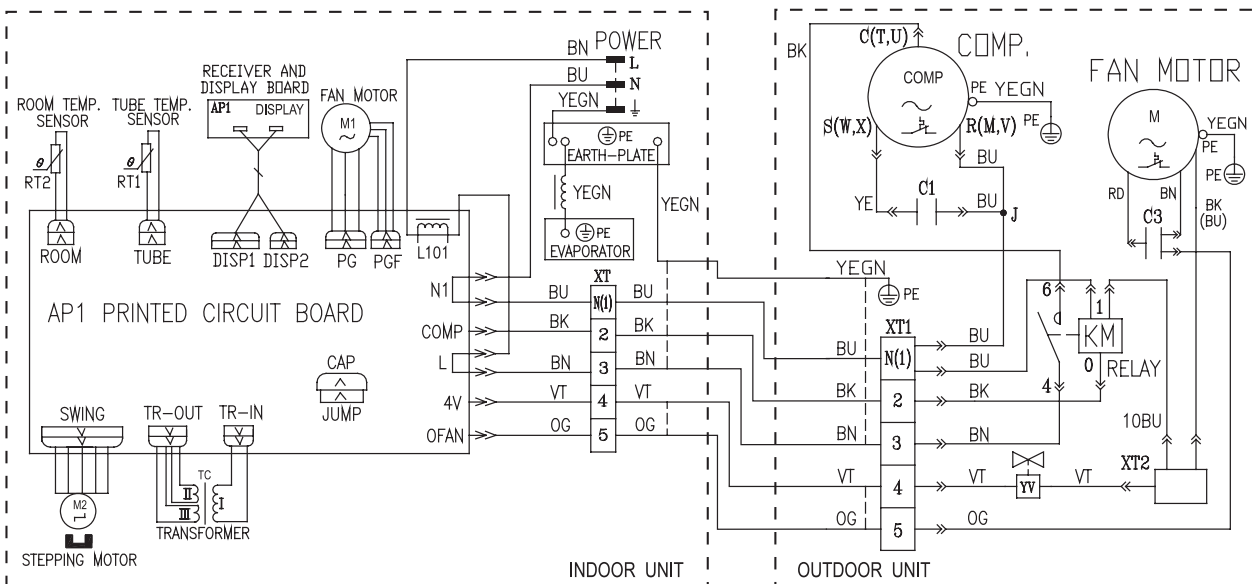 ROOM TEMP.
SENSOR
θ
RT2
TUBE TEMP.
SENSOR
θ
RT1
RECEIVER AND
DISPLAY BOARD
AP1 DISPLAY
FAN MOTOR
M1
ROOM
TUBE
DISP1
DISP2
PG
PGF
L101
BN
POWER
L
BU
N
YEGN
PE
EARTH-PLATE
YEGN
YEGN
PE
EVAPORATOR
AP1 PRINTED CIRCUIT BOARD
N1
COMP
L
4V
OFAN
BU
BK
BN
VT
OG
XT
N(1)
2
3
4
5
BU
BK
BN
VT
OG
CAP
JUMP
SWING
M2
STEPPING MOTOR
TR-OUT
TR-IN
TC
II
III
I
TRANSFORMER
INDOOR UNIT
C(T,U)
COMP.
BK
COMP
PE YEGN
PE
S(W,X)
R(M,V)
BU
YE
C1
BU
J
FAN MOTOR
M
YEGN
PE
PE
RD
BN
C3
BK
(BU)
YEGN
PE
XT1
BU
BK
BN
VT
OG
N(1)
2
3
4
5
BU
BU
BK
BN
VT
OG
6
4
1
KM
0
RELAY
10BU
YV
VT
XT2
OUTDOOR UNIT